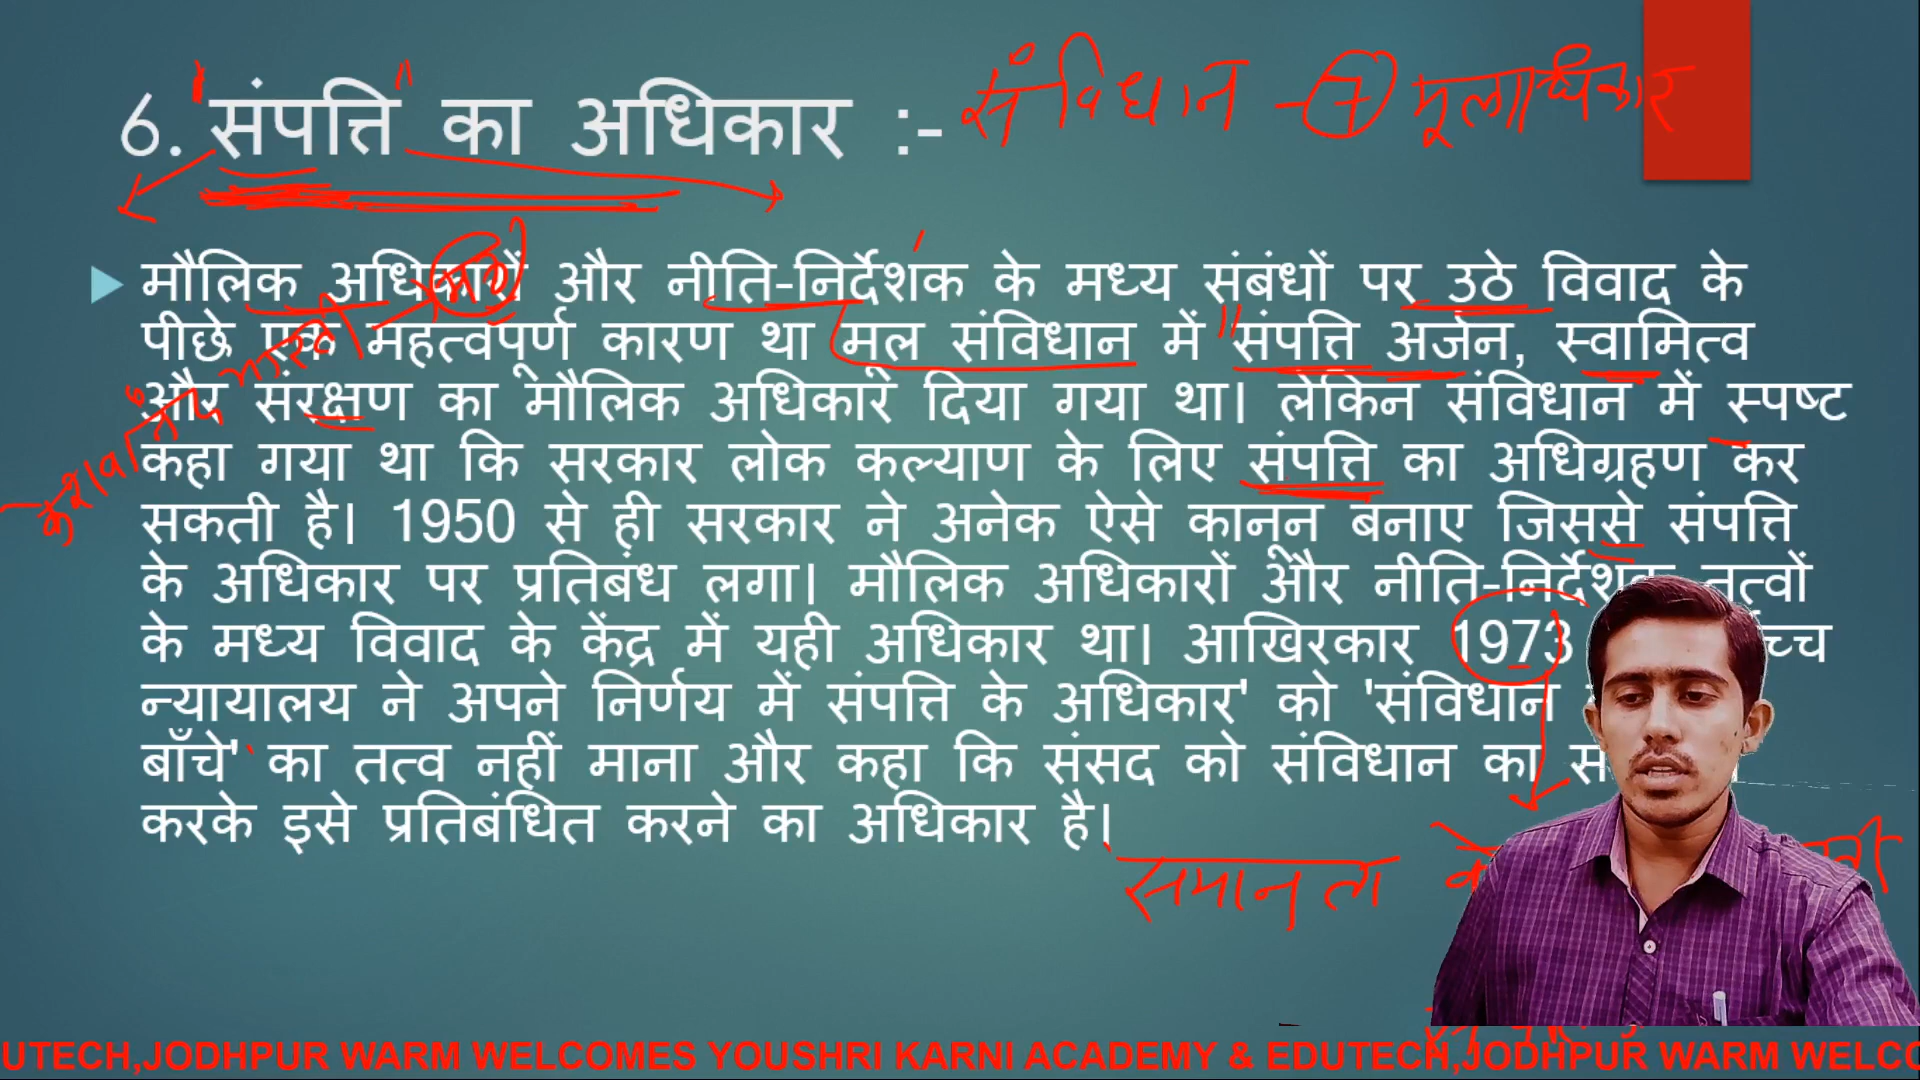 6. संपत्ति का अधिकार :-
संविधान - 7 मूलाधिकार
मौलिक अधिकारों और नीति-निर्देशक के मध्य संबंधों पर उठे विवाद के
पीछे एक महत्वपूर्ण कारण था मूल संविधान में "संपत्ति अर्जन, स्वामित्व
और संरक्षण का मौलिक अधिकार दिया गया था। लेकिन संविधान में स्पष्ट
कहा गया था कि सरकार लोक कल्याण के लिए संपत्ति का अधिग्रहण कर
सकती है। 1950 से ही सरकार ने अनेक ऐसे कानून बनाए जिससे संपत्ति
के अधिकार पर प्रतिबंध लगा। मौलिक अधिकारों और नीति-निर्देशक तत्वों
के मध्य विवाद के केंद्र में यही अधिकार था। आखिरकार 1973
न्यायालय ने अपने निर्णय में संपत्ति के अधिकार' को 'संविधान
बाँचे' का तत्व नहीं माना और कहा कि संसद को संविधान का
करके इसे प्रतिबंधित करने का अधिकार है।
केशवानंद भारती
समानता
UTECH,JODHPUR WARM WELCOMES YOUSHRI KARNI ACADEMY & EDUTECH,JODHPUR WARM WELCO